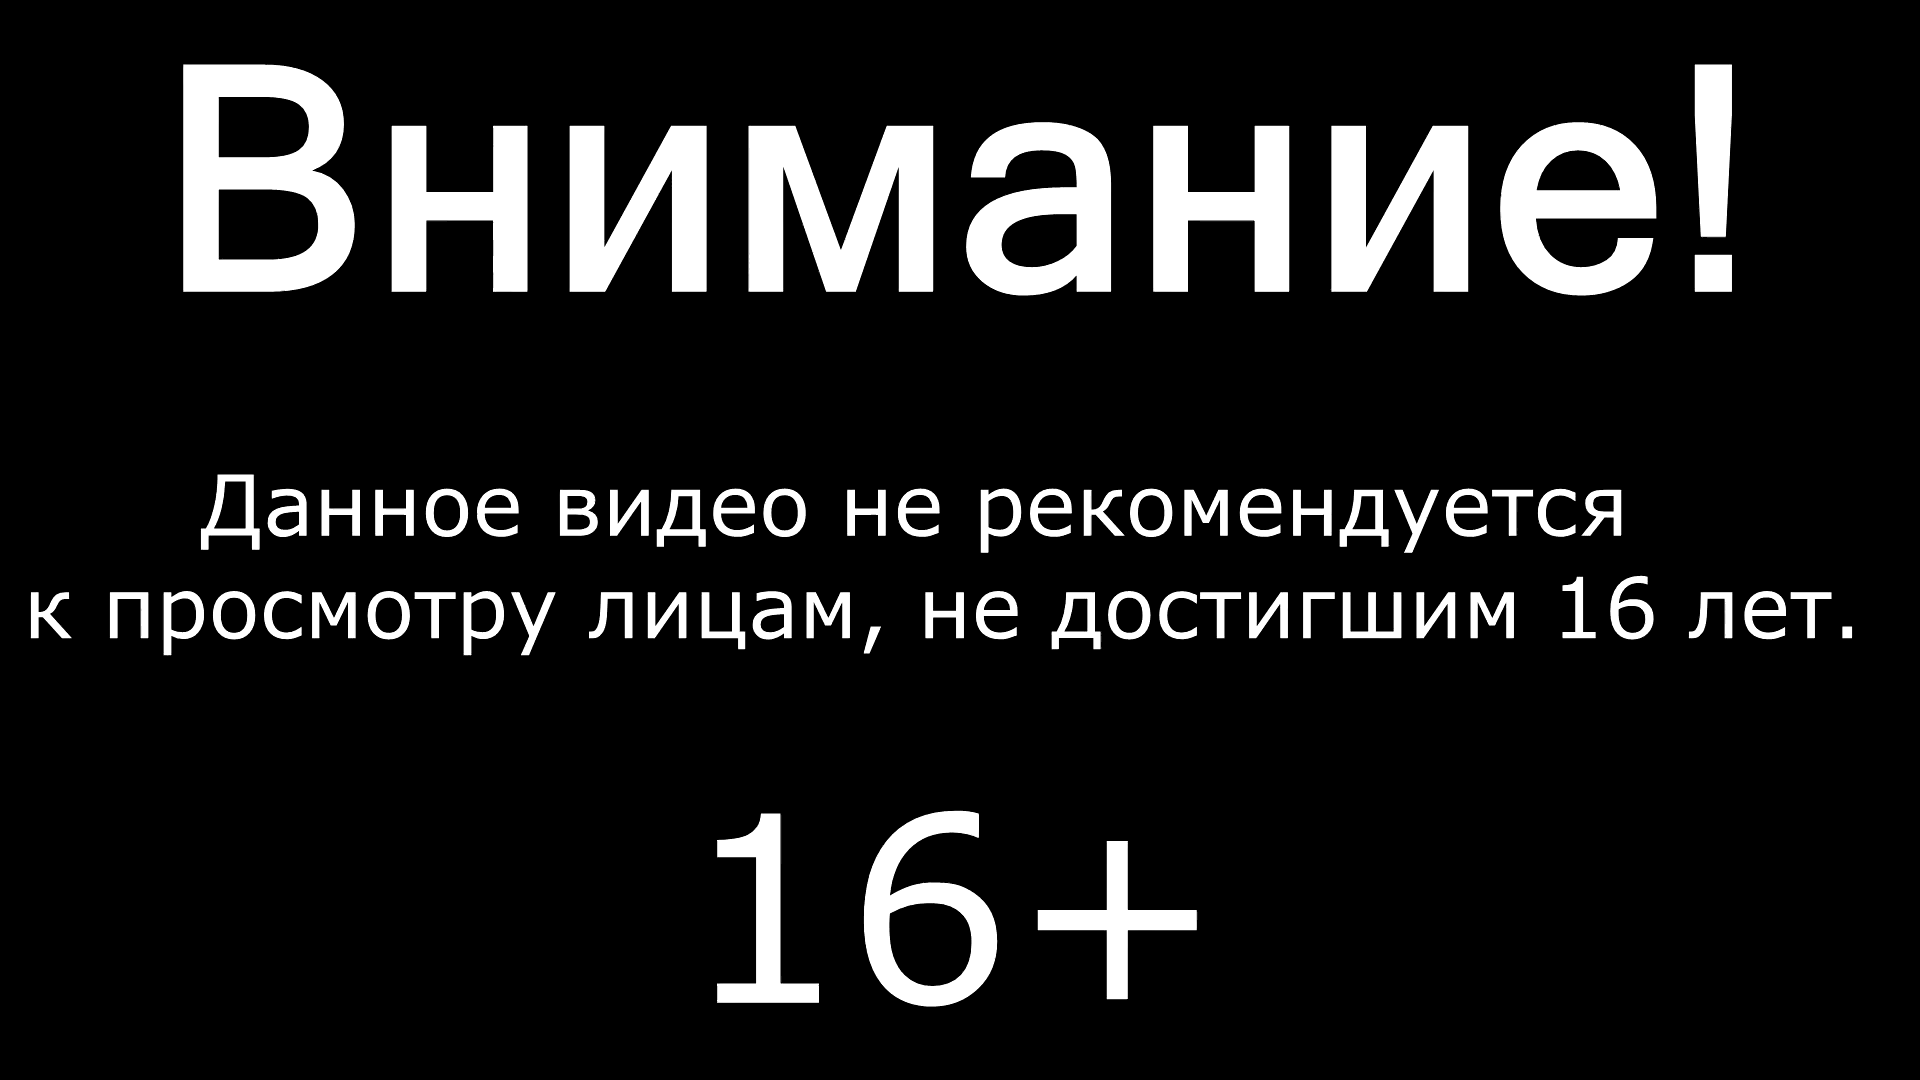 Внимание!
Данное видео не рекомендуется
к просмотру лицам, не достигшим 16 лет.
16+